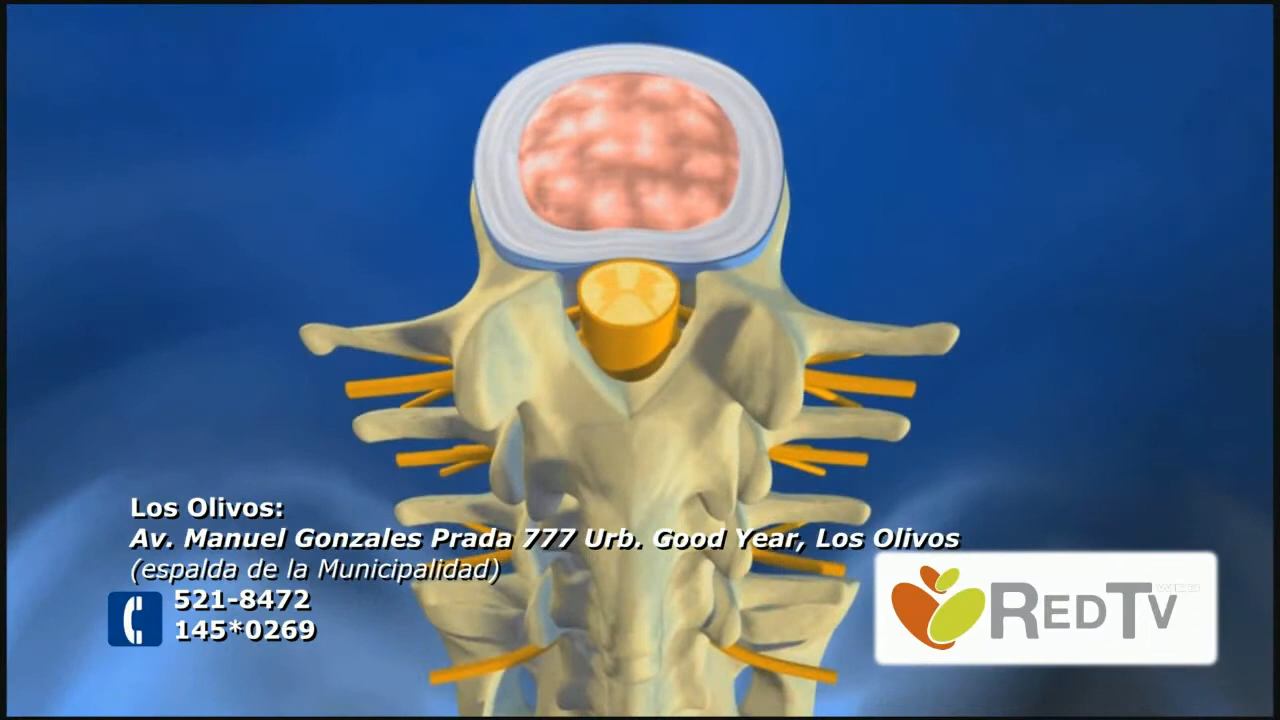 Los Olivos:
Av. Manuel Gonzales Prada 777 Urb. Good Year, Los Olivos
(espalda de la Municipalidad)
521-8472
145*0269
REDTV